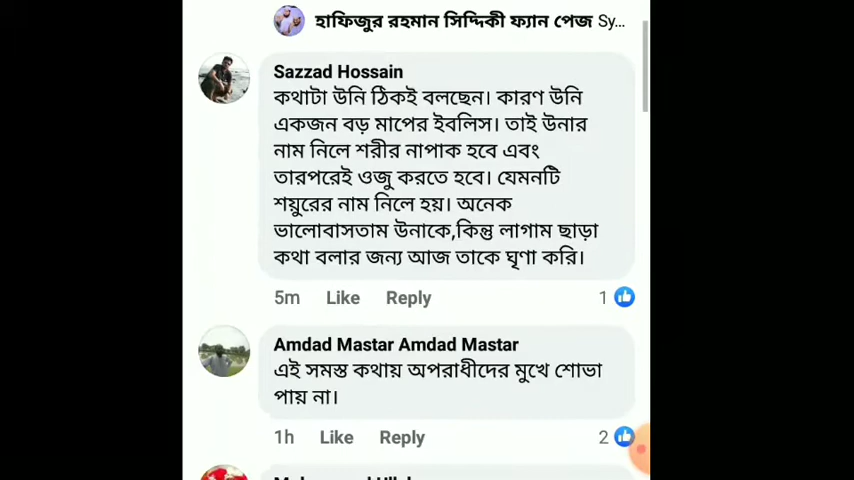 হাফিজুর রহমান সিদ্দিকী ফ্যান পেজ Sy...
Sazzad Hossain
কথাটা উনি ঠিকই বলছেন। কারণ উনি
একজন বড় মাপের ইবলিস। তাই উনার
নাম নিলে শরীর নাপাক হবে এবং
তারপরেই ওজু করতে হবে। যেমনটি
শয়ুরের নাম নিলে হয়। অনেক
ভালোবাসতাম উনাকে,কিন্তু লাগাম ছাড়া
কথা বলার জন্য আজ তাকে ঘৃণা করি।
5m Like Reply 1
Amdad Mastar Amdad Mastar
এই সমস্ত কথায় অপরাধীদের মুখে শোভা
পায় না।
1h Like Reply 2